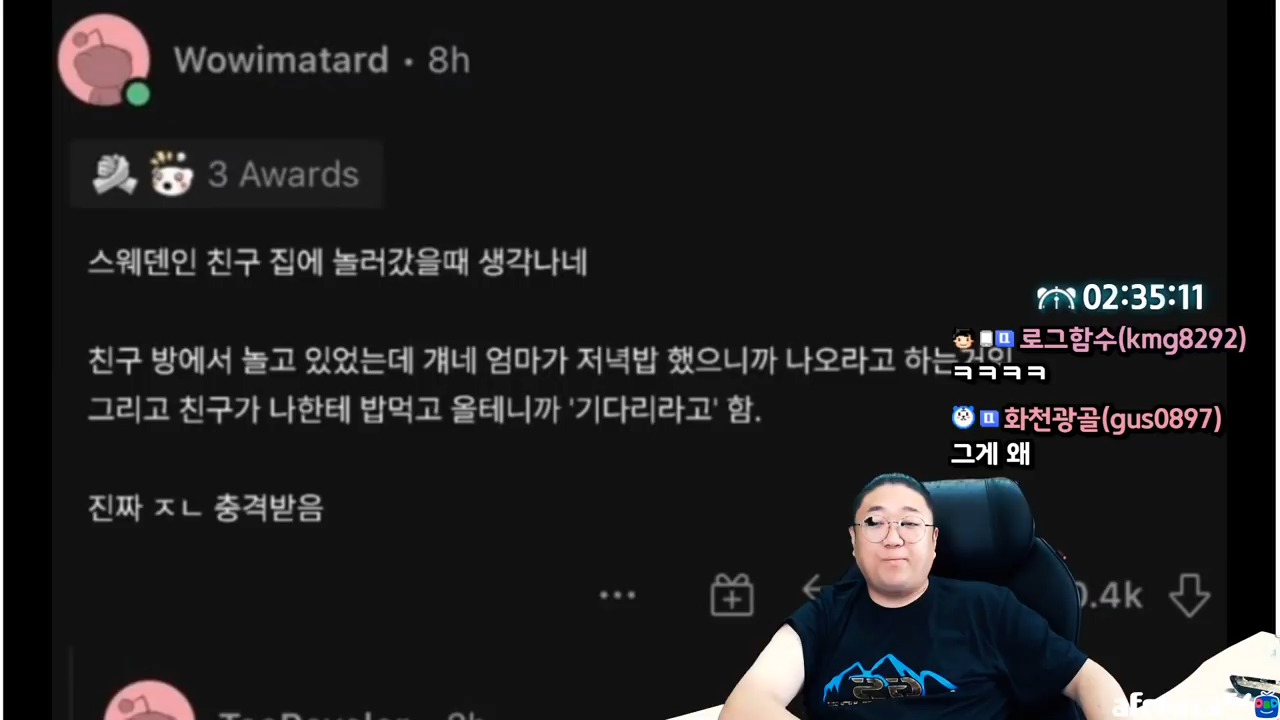 Wowimatard • 8h
3 Awards
스웨덴인 친구 집에 놀러갔을때 생각나네
친구 방에서 놀고 있었는데 걔네 엄마가 저녁밥 했으니까 나오라고 하는거임
그리고 친구가 나한테 밥먹고 올테니까 '기다리라고' 함.
진짜 ㅈㄴ 충격받음
02:35:11
로그함수(kmg8292)
ㅋㅋㅋㅋ
화천광골(gus0897)
그게 왜